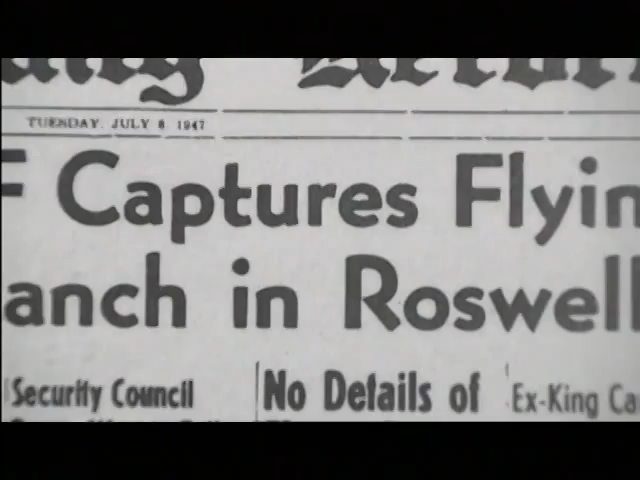 TUESDAY, JULY 8 1947
F Captures Flyin
anch in Roswell
Security Council
No Details of
Ex-King Ca